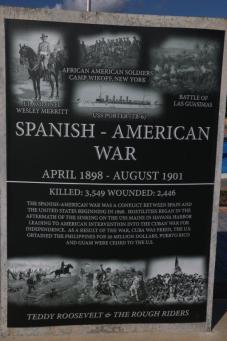 AFRICAN AMERICAN SOLDIERS
CAMP WIKOFF, NEW YORK
BATTLE OF
LAS GUASIMAS
WESLEY MERRITT
USS PORTER (TB-6)
SPANISH - AMERICAN
WAR
APRIL 1898 - AUGUST 1901
KILLED: 3,549 WOUNDED: 2,446
THE SPANISH-AMERICAN WAR WAS A CONFLICT BETWEEN SPAIN AND
THE UNITED STATES BEGINNING IN 1898. HOSTILITIES BEGAN IN THE
AFTERMATH OF THE SINKING ON THE USS MAINE IN HAVANA HARBOR
LEADING TO AMERICAN INTERVENTION INTO THE CUBAN WAR FOR
INDEPENDENCE. AS A RESULT OF THE WAR, CUBA WAS FREED, THE U.S.
OBTAINED THE PHILIPPINES FOR 20 MILLION DOLLARS, PUERTO RICO
AND GUAM WERE CEDED TO THE U.S.
TEDDY ROOSEVELT & THE ROUGH RIDERS